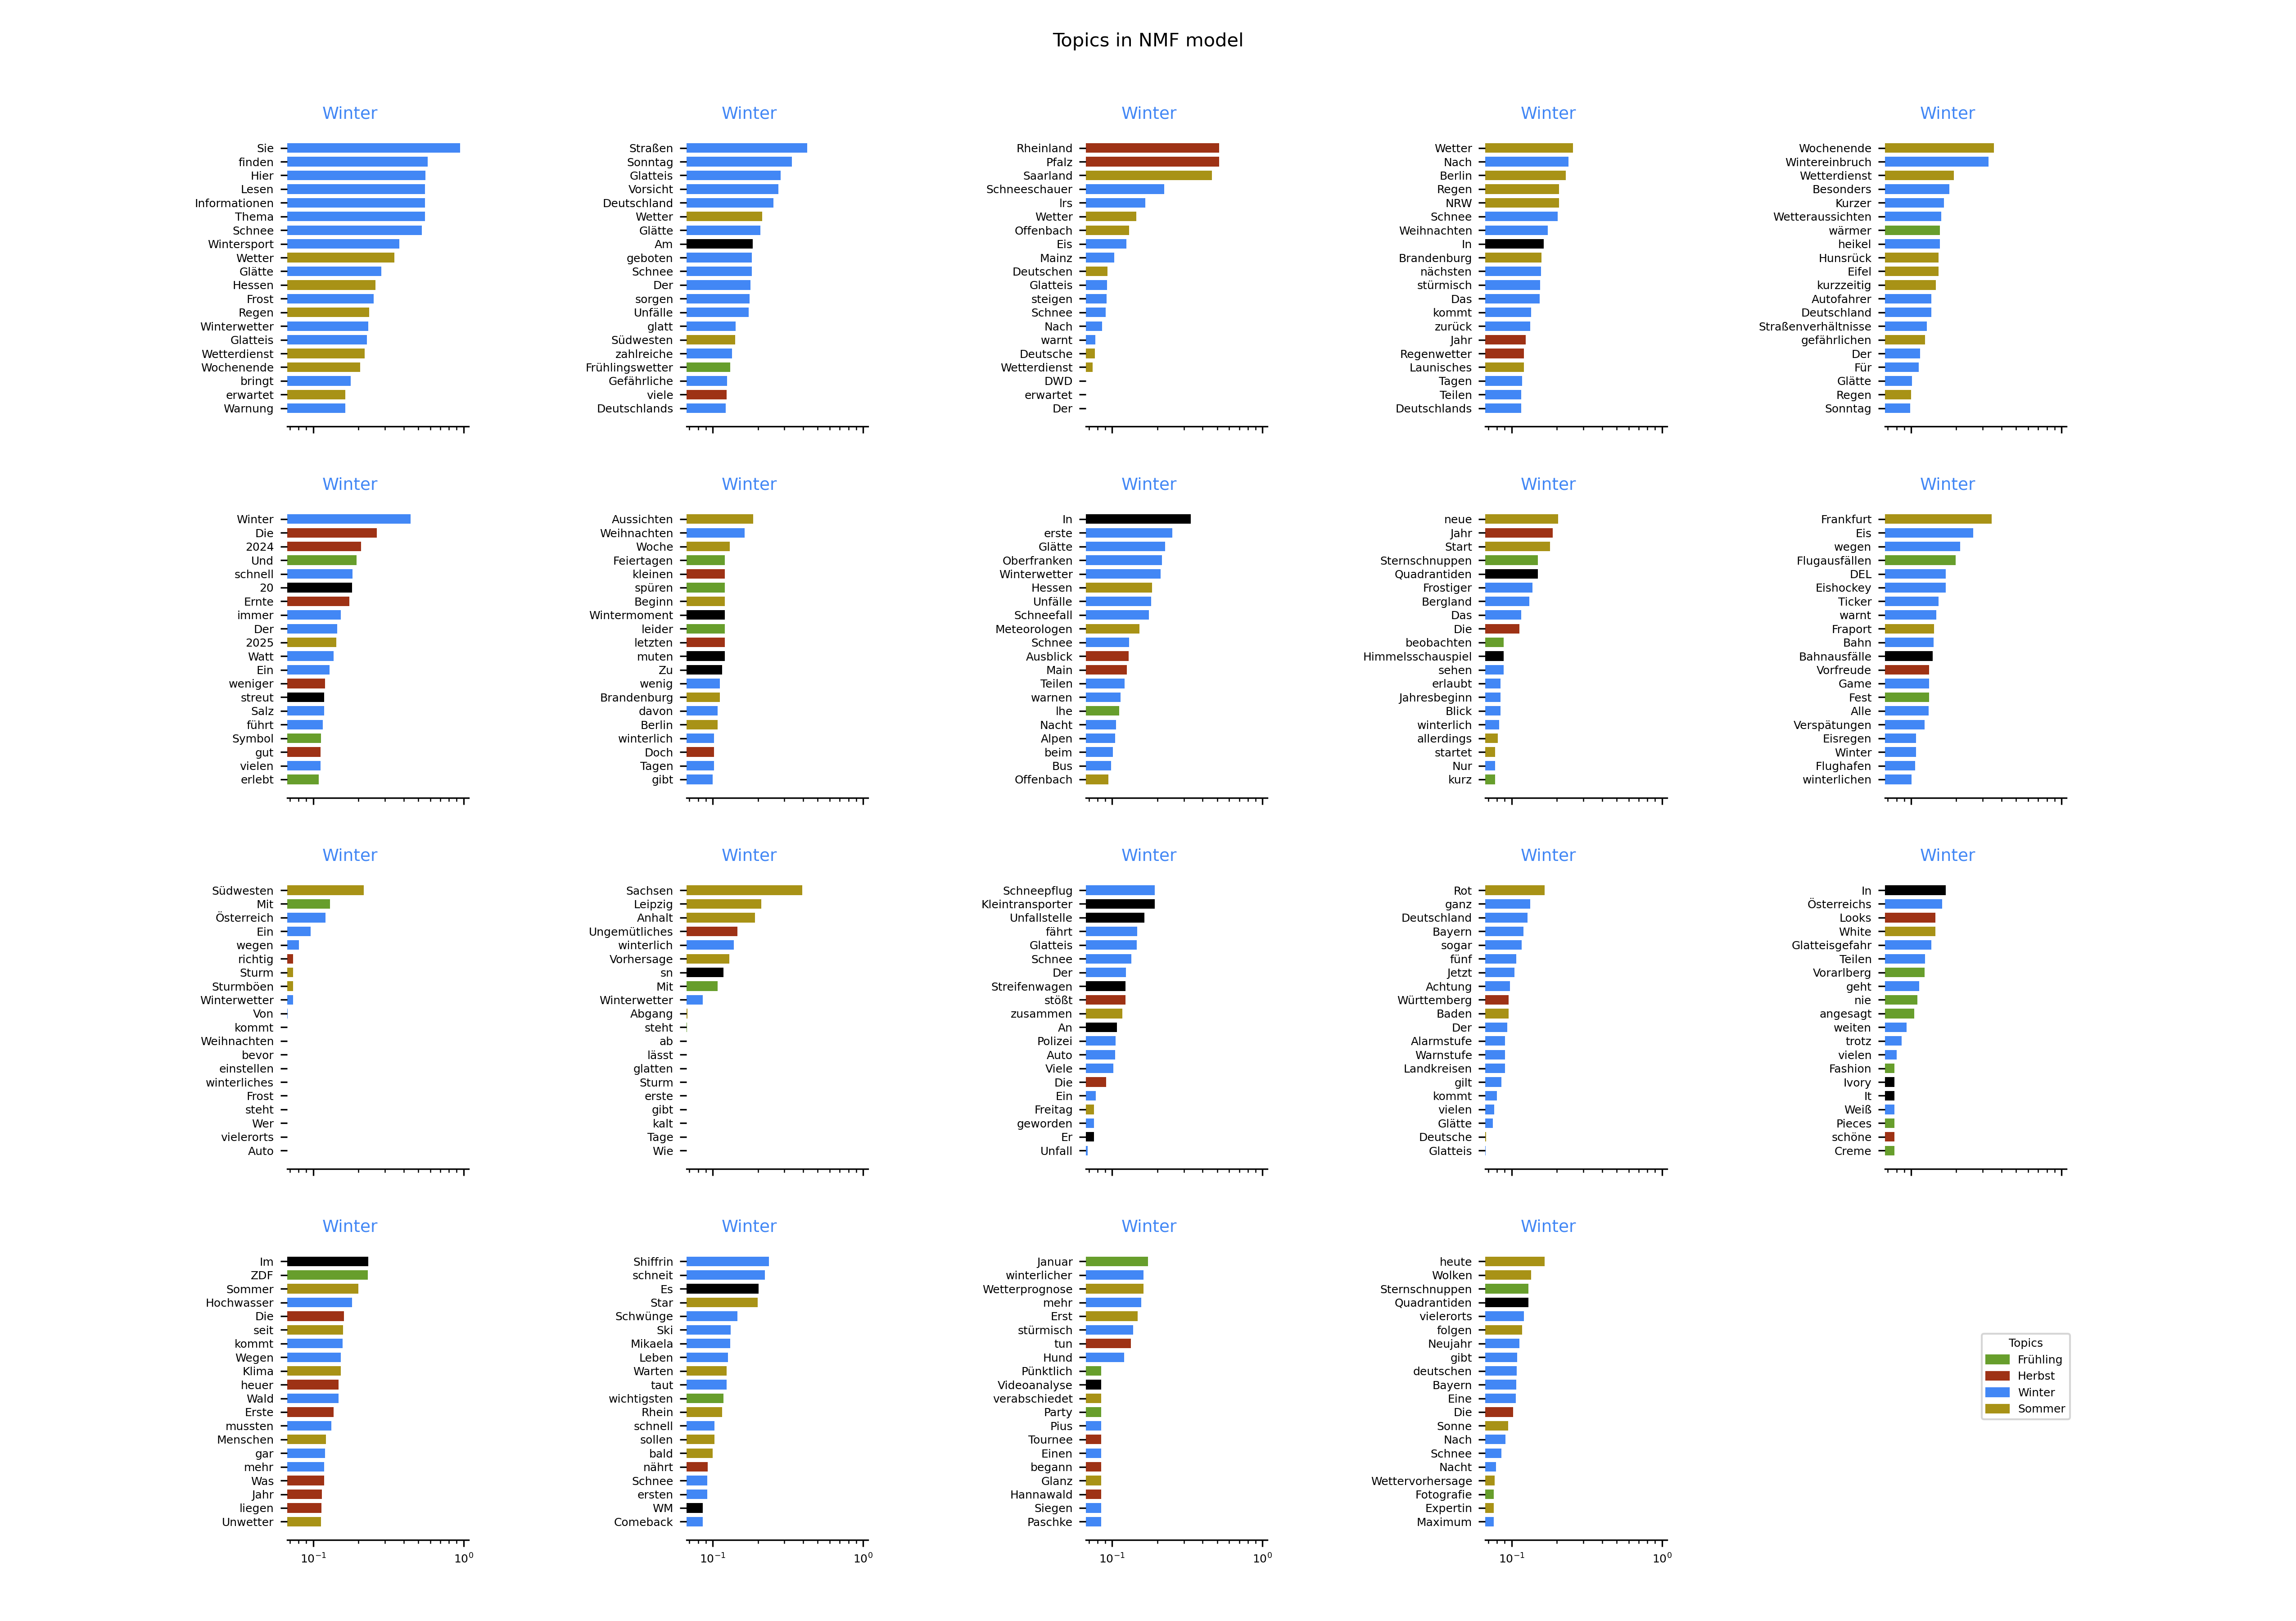 Topics in NMF model
Winter
Sie
finden
Hier
Lesen
Informationen
Thema
Schnee
Wintersport
Wetter
Glätte
Hessen
Frost
Regen
Winterwetter
Glatteis
Wetterdienst
Wochenende
bringt
erwartet
Warnung
Winter
Straßen
Sonntag
Glatteis
Vorsicht
Deutschland
Wetter
Glätte
Am
geboten
Schnee
Der
sorgen
Unfälle
glatt
Südwesten
zahlreiche
Frühlingswetter
Gefährliche
viele
Deutschlands
Winter
Rheinland
Pfalz
Saarland
Schneeschauer
Irs
Wetter
Offenbach
Eis
Mainz
Deutschen
Glatteis
steigen
Schnee
Nach
warnt
Deutsche
Wetterdienst
DWD
erwartet
Der
Winter
Wetter
Nach
Berlin
Regen
NRW
Schnee
Weihnachten
In
Brandenburg
nächsten
stürmisch
Das
kommt
zurück
Jahr
Regenwetter
Launisches
Tagen
Teilen
Deutschlands
Winter
Wochenende
Wintereinbruch
Wetterdienst
Besonders
Kurzer
Wetteraussichten
wärmer
heikel
Hunsrück
Eifel
kurzzeitig
Autofahrer
Deutschland
Straßenverhältnisse
gefährlichen
Der
Für
Glätte
Regen
Sonntag
Winter
Winter
Die
2024
Und
schnell
20
Ernte
immer
Der
2025
Watt
Ein
weniger
streut
Salz
führt
Symbol
gut
vielen
erlebt
Winter
Aussichten
Weihnachten
Woche
Feiertagen
kleinen
spüren
Beginn
Wintermoment
leider
letzten
muten
Zu
wenig
Brandenburg
davon
Berlin
winterlich
Doch
Tagen
gibt
Winter
In
erste
Glätte
Oberfranken
Winterwetter
Hessen
Unfälle
Schneefall
Meteorologen
Schnee
Ausblick
Main
Teilen
warnen
lhe
Nacht
Alpen
beim
Bus
Offenbach
Winter
neue
Jahr
Start
Sternschnuppen
Quadrantiden
Frostiger
Bergland
Das
Die
beobachten
Himmelsschauspiel
sehen
erlaubt
Jahresbeginn
Blick
winterlich
allerdings
startet
Nur
kurz
Winter
Frankfurt
Eis
wegen
Flugausfällen
DEL
Eishockey
Ticker
warnt
Fraport
Bahn
Bahnausfälle
Vorfreude
Game
Fest
Alle
Verspätungen
Eisregen
Winter
Flughafen
winterlichen
Winter
Südwesten
Mit
Österreich
Ein
wegen
richtig
Sturm
Sturmböen
Winterwetter
Von
kommt
Weihnachten
bevor
einstellen
winterliches
Frost
steht
Wer
vielerorts
Auto
Winter
Sachsen
Leipzig
Anhalt
Ungemütliches
winterlich
Vorhersage
sn
Mit
Winterwetter
Abgang
steht
ab
lässt
glatten
Sturm
erste
gibt
kalt
Tage
Wie
Winter
Schneepflug
Kleintransporter
Unfallstelle
fährt
Glatteis
Schnee
Der
Streifenwagen
stößt
zusammen
An
Polizei
Auto
Viele
Die
Ein
Freitag
geworden
Er
Unfall
Winter
Rot
ganz
Deutschland
Bayern
sogar
fünf
Jetzt
Achtung
Württemberg
Baden
Der
Alarmstufe
Warnstufe
Landkreisen
gilt
kommt
vielen
Glätte
Deutsche
Glatteis
Winter
In
Österreichs
Looks
White
Glatteisgefahr
Teilen
Vorarlberg
geht
nie
angesagt
weiten
trotz
vielen
Fashion
Ivory
It
Weiß
Pieces
schöne
Creme
Winter
Im
ZDF
Sommer
Hochwasser
Die
seit
kommt
Wegen
Klima
heuer
Wald
Erste
mussten
Menschen
gar
mehr
Was
Jahr
liegen
Unwetter
10⁻¹ 10⁰
Winter
Shiffrin
schneit
Es
Star
Schwünge
Ski
Mikaela
Leben
Warten
taut
wichtigsten
Rhein
schnell
sollen
bald
nährt
Schnee
ersten
WM
Comeback
10⁻¹ 10⁰
Winter
Januar
winterlicher
Wetterprognose
mehr
Erst
stürmisch
tun
Hund
Pünktlich
Videoanalyse
verabschiedet
Party
Pius
Tournee
Einen
begann
Glanz
Hannawald
Siegen
Paschke
10⁻¹ 10⁰
Winter
heute
Wolken
Sternschnuppen
Quadrantiden
vielerorts
folgen
Neujahr
gibt
deutschen
Bayern
Eine
Die
Sonne
Nach
Schnee
Nacht
Wettervorhersage
Fotografie
Expertin
Maximum
10⁻¹ 10⁰
Topics
Frühling
Herbst
Winter
Sommer